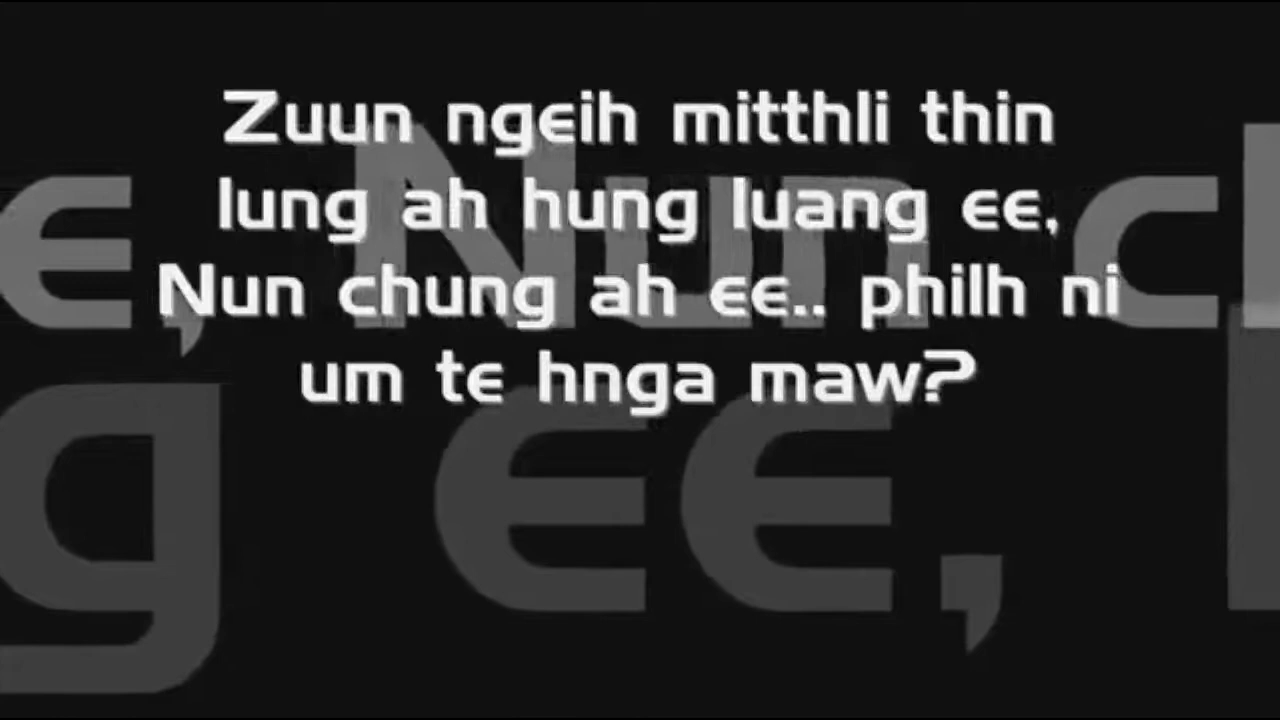 Zuun ngeih mitthli thin
lung ah hung luang ee,
Nun chung ah ee.. philh ni
um te hnga maw?